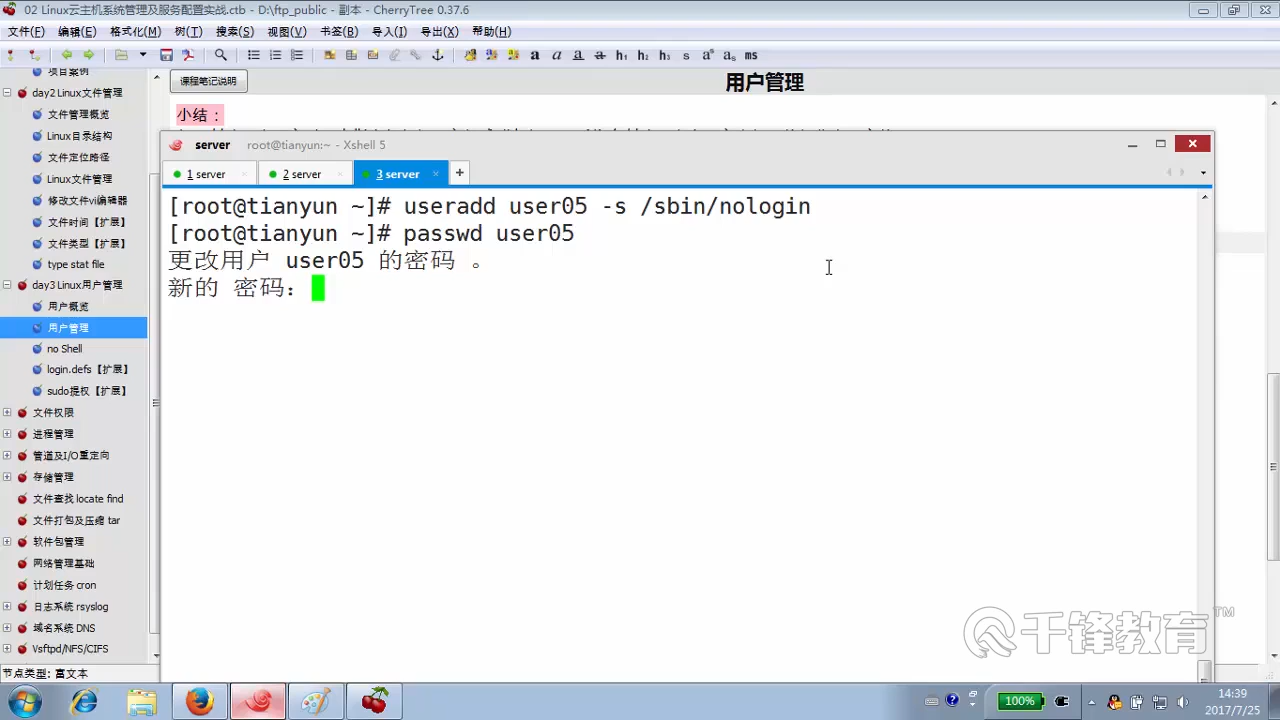 02 Linux云主机系统管理及服务配置实战.ctb - D:\ftp_public - 副本 - CherryTree 0.37.6
文件(F) 编辑(E) 格式化(M) 树(T) 搜索(S) 视图(V) 书签(B) 导入(I) 导出(X) 帮助(H)
a a a a h1 h2 h3 s as as ms
项目案例
day2 Linux文件管理
文件管理概览
Linux目录结构
文件定位路径
Linux文件管理
修改文件vi编辑器
文件时间【扩展】
文件类型【扩展】
type stat file
day3 Linux用户管理
用户概览
用户管理
no Shell
login.defs【扩展】
sudo提权【扩展】
文件权限
进程管理
管道及I/O重定向
存储管理
文件查找 locate find
文件打包及压缩 tar
软件包管理
网络管理基础
计划任务 cron
日志系统 rsyslog
域名系统 DNS
Vsftpd/NFS/CIFS
节点类型: 富文本
课程笔记说明
用户管理
小结：
server root@tianyun:~ - Xshell 5
1 server
2 server
3 server
[root@tianyun ~]# useradd user05 -s /sbin/nologin
[root@tianyun ~]# passwd user05
更改用户 user05 的密码 。
新的 密码：
千锋教育 TM
100%
14:39
2017/7/25